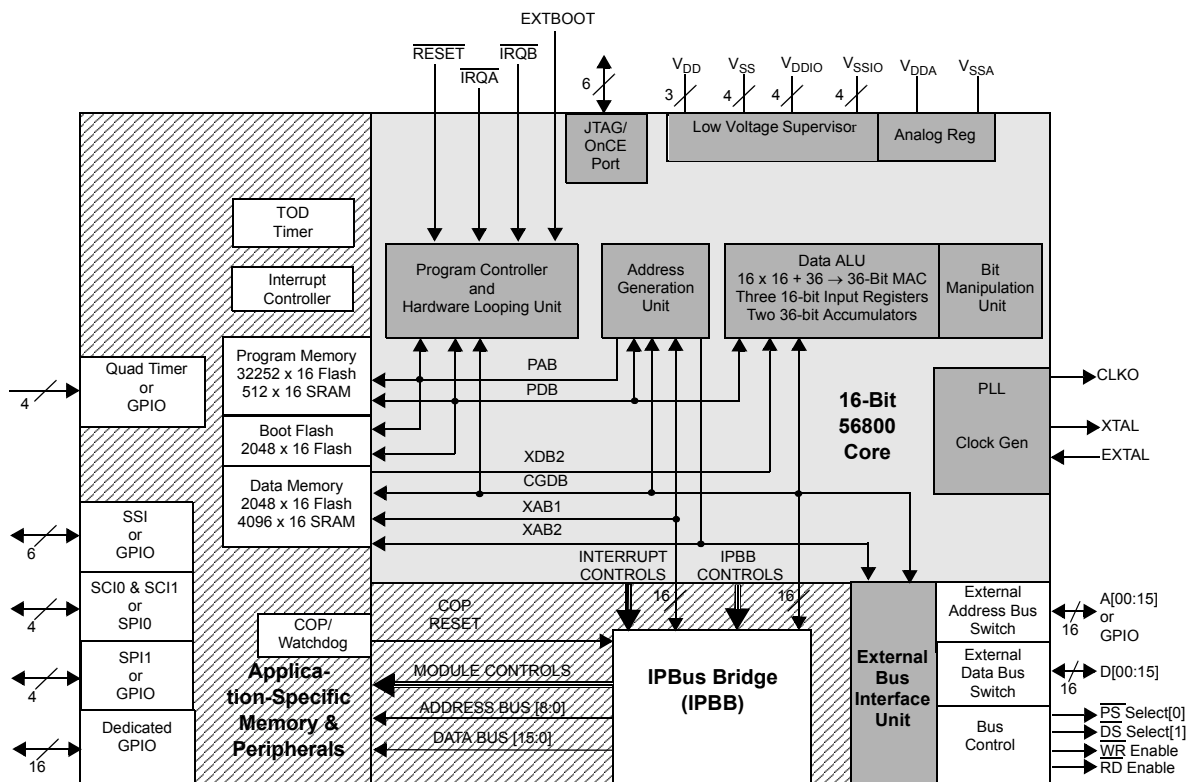 EXTBOOT
RESET
IRQB
IRQA
6
VDD
VSS
VDDIO
VSSIO
VDDA
VSSA
3
4
4
4
JTAG/
OnCE
Port
Low Voltage Supervisor
Analog Reg
TOD
Timer
Interrupt
Controller
Program Controller
and
Hardware Looping Unit
Address
Generation
Unit
Data ALU
16 x 16 + 36 → 36-Bit MAC
Three 16-bit Input Registers
Two 36-bit Accumulators
Bit
Manipulation
Unit
Program Memory
32252 x 16 Flash
512 x 16 SRAM
Boot Flash
2048 x 16 Flash
Data Memory
2048 x 16 Flash
4096 x 16 SRAM
PAB
PDB
XDB2
CGDB
XAB1
XAB2
16-Bit
56800
Core
PLL
Clock Gen
CLKO
XTAL
EXTAL
Quad Timer
or
GPIO
4
SSI
or
GPIO
6
SCI0 & SCI1
or
SPI0
4
SPI1
or
GPIO
4
Dedicated
GPIO
16
INTERRUPT
CONTROLS
16
IPBB
CONTROLS
16
COP/
Watchdog
COP
RESET
MODULE CONTROLS
ADDRESS BUS [8:0]
DATA BUS [15:0]
Applica-
tion-Specific
Memory &
Peripherals
IPBus Bridge
(IPBB)
External
Bus
Interface
Unit
External
Address Bus
Switch
External
Data Bus
Switch
Bus
Control
16
A[00:15]
or
GPIO
16
D[00:15]
PS Select[0]
DS Select[1]
WR Enable
RD Enable